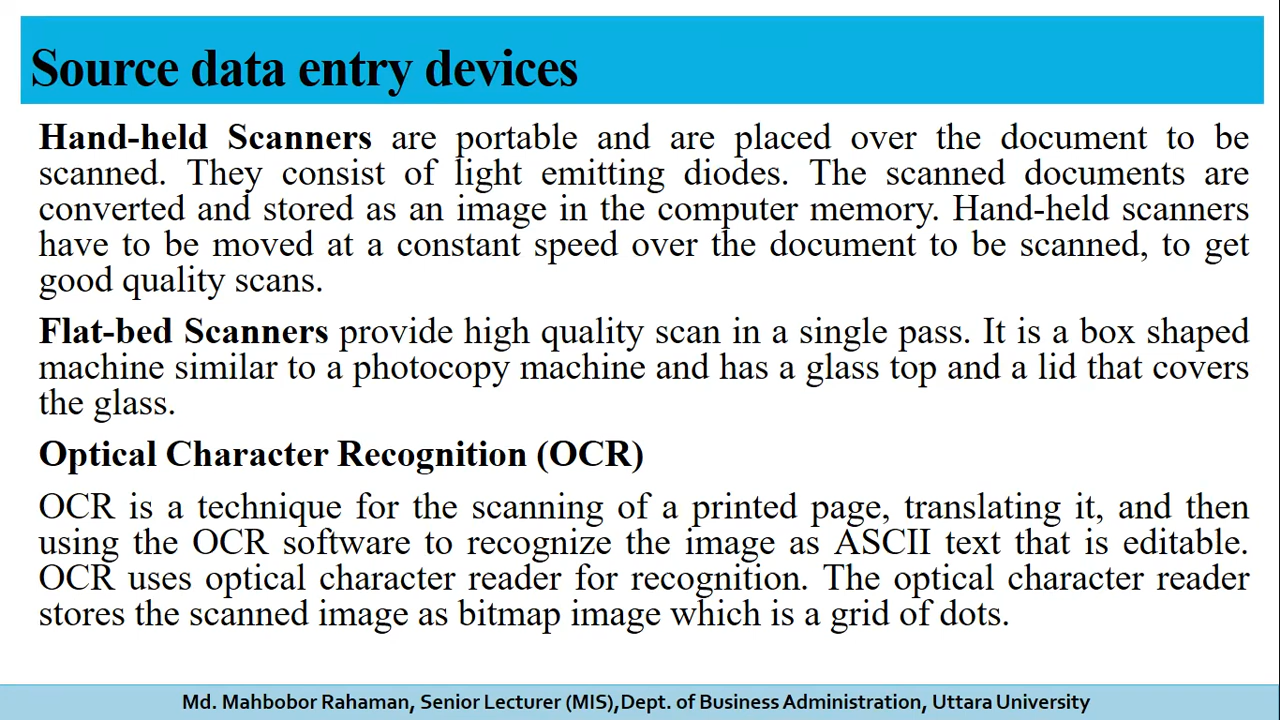 Source data entry devices
Hand-held Scanners are portable and are placed over the document to be
scanned. They consist of light emitting diodes. The scanned documents are
converted and stored as an image in the computer memory. Hand-held scanners
have to be moved at a constant speed over the document to be scanned, to get
good quality scans.
Flat-bed Scanners provide high quality scan in a single pass. It is a box shaped
machine similar to a photocopy machine and has a glass top and a lid that covers
the glass.
Optical Character Recognition (OCR)
OCR is a technique for the scanning of a printed page, translating it, and then
using the OCR software to recognize the image as ASCII text that is editable.
OCR uses optical character reader for recognition. The optical character reader
stores the scanned image as bitmap image which is a grid of dots.
Md. Mahbobor Rahaman, Senior Lecturer (MIS),Dept. of Business Administration, Uttara University